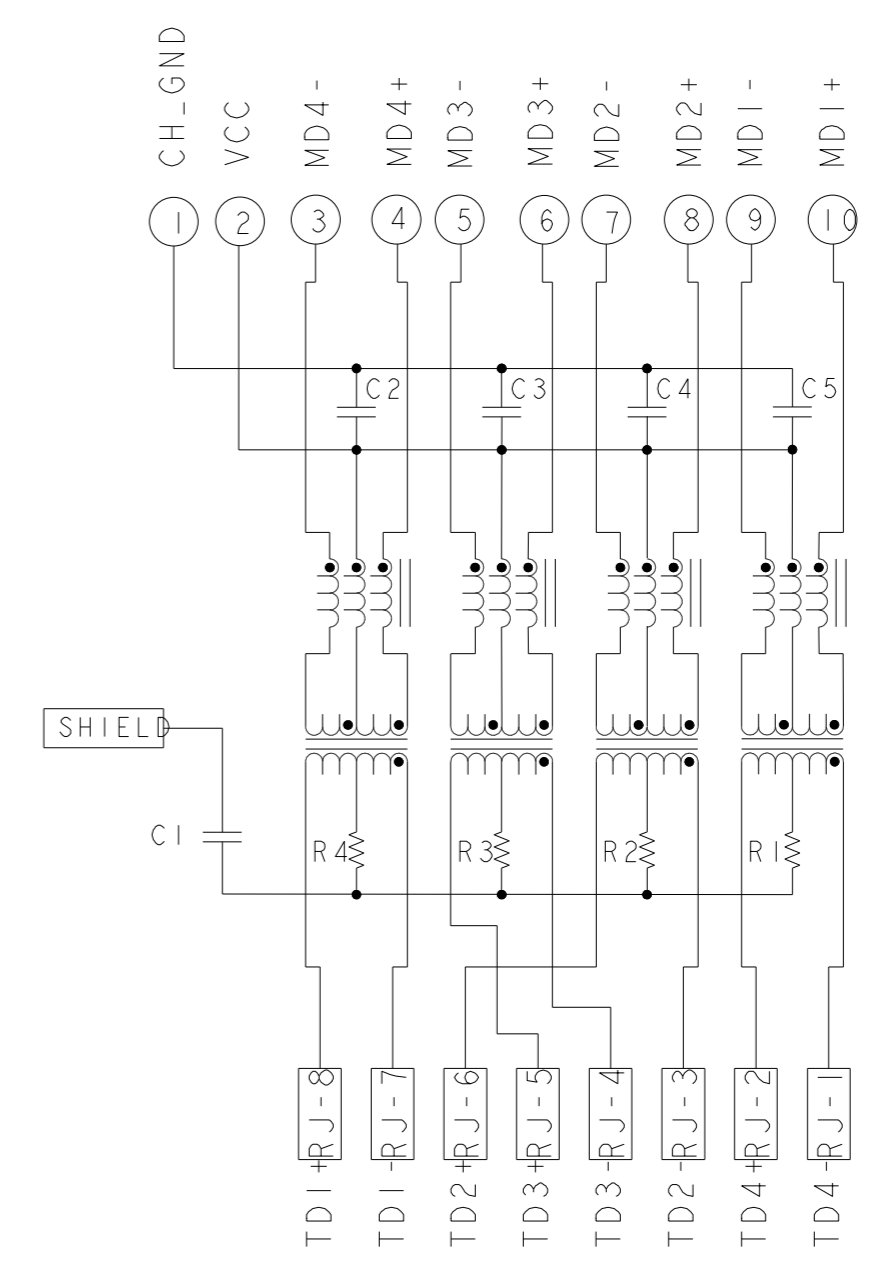 CH_GND
VCC
MD4-
MD4+
MD3-
MD3+
MD2-
MD2+
MD1-
MD1+
1
2
3
4
5
6
7
8
9
10
C2
C3
C4
C5
SHIELD
C1
R4
R3
R2
R1
RJ-8
RJ-7
RJ-6
RJ-5
RJ-4
RJ-3
RJ-2
RJ-1
TD1+
TD1-
TD2+
TD3+
TD3-
TD2-
TD4+
TD4-